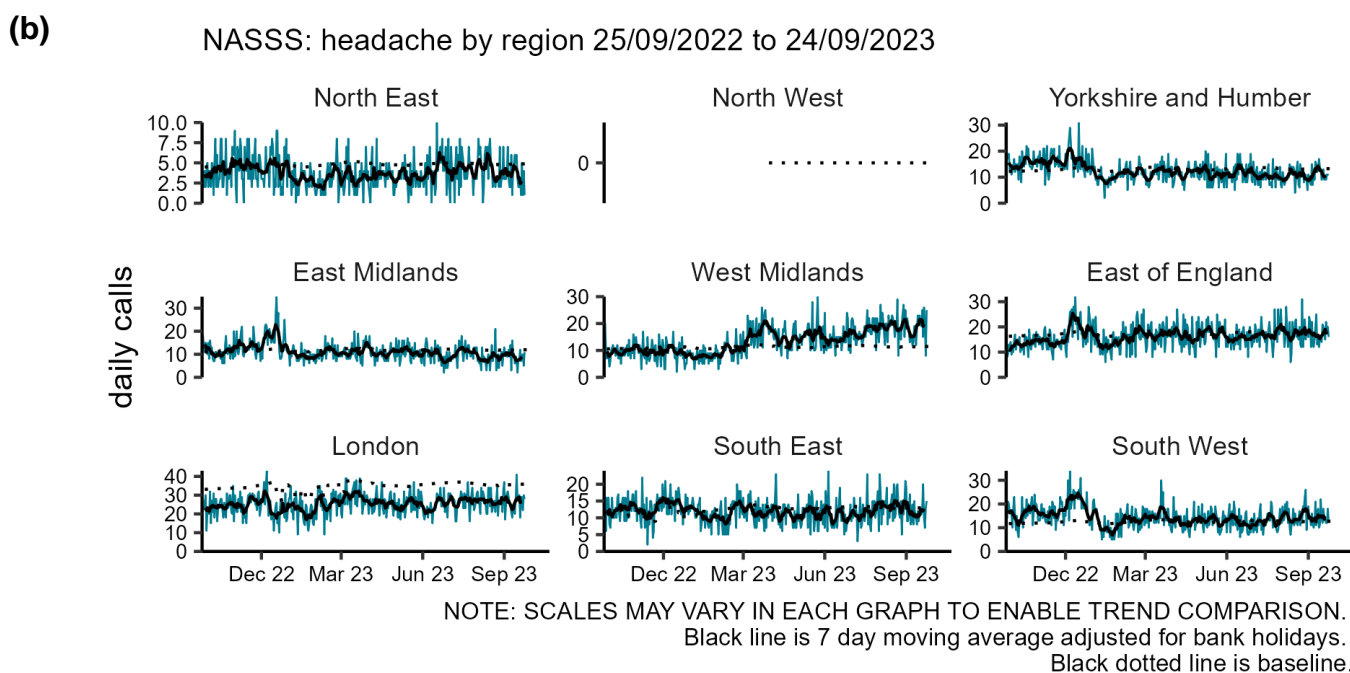 (b)
NASSS: headache by region 25/09/2022 to 24/09/2023
daily calls
North East
10.0
7.5
5.0
2.5
0.0
North West
0
Yorkshire and Humber
30
20
10
0
East Midlands
30
20
10
0
West Midlands
30
20
10
0
East of England
30
20
10
0
London
40
30
20
10
0
Dec 22 Mar 23 Jun 23 Sep 23
South East
20
15
10
5
0
Dec 22 Mar 23 Jun 23 Sep 23
South West
30
20
10
0
Dec 22 Mar 23 Jun 23 Sep 23
NOTE: SCALES MAY VARY IN EACH GRAPH TO ENABLE TREND COMPARISON.
Black line is 7 day moving average adjusted for bank holidays.
Black dotted line is baseline.